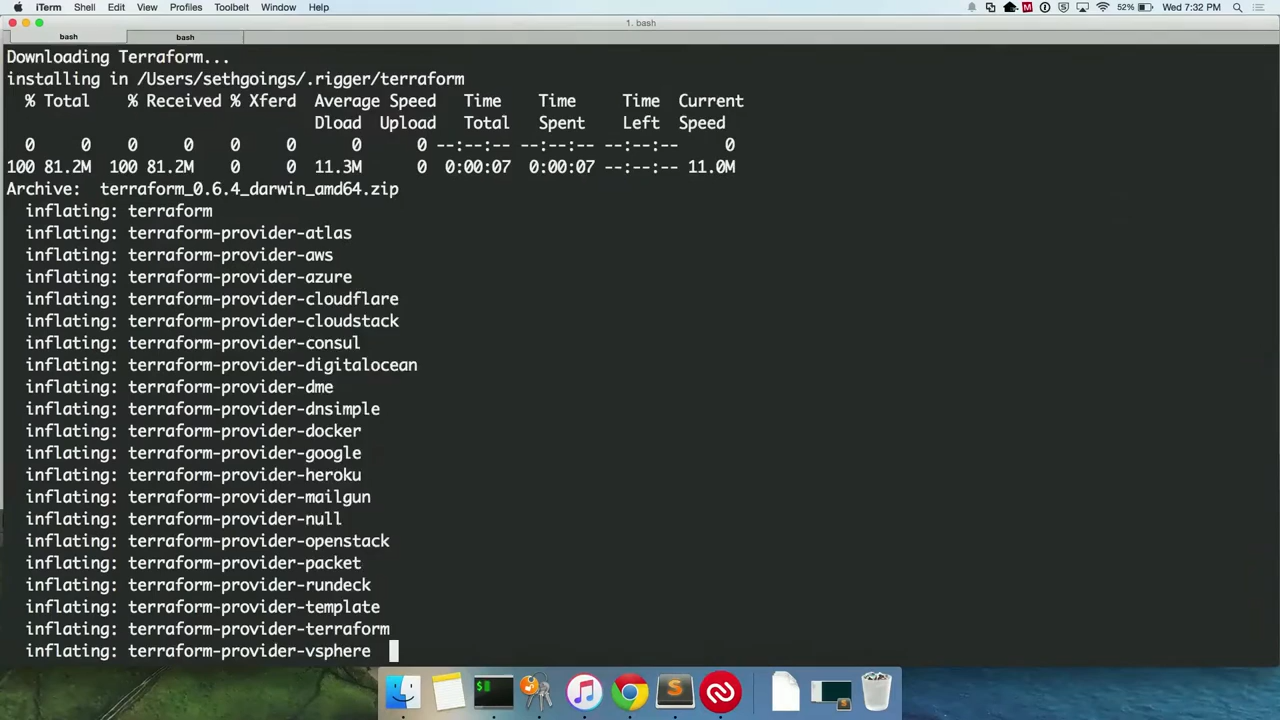 iTerm Shell Edit View Profiles Toolbelt Window Help 52% Wed 7:32 PM
1. bash
bash bash
Downloading Terraform...
installing in /Users/sethgoings/.rigger/terraform
% Total % Received % Xferd Average Speed Time Time Time Current
Dload Upload Total Spent Left Speed
0 0 0 0 0 0 0 0 --:--:-- --:--:-- --:--:-- 0
100 81.2M 100 81.2M 0 0 11.3M 0 0:00:07 0:00:07 --:--:-- 11.0M
Archive: terraform_0.6.4_darwin_amd64.zip
inflating: terraform
inflating: terraform-provider-atlas
inflating: terraform-provider-aws
inflating: terraform-provider-azure
inflating: terraform-provider-cloudflare
inflating: terraform-provider-cloudstack
inflating: terraform-provider-consul
inflating: terraform-provider-digitalocean
inflating: terraform-provider-dme
inflating: terraform-provider-dnsimple
inflating: terraform-provider-docker
inflating: terraform-provider-google
inflating: terraform-provider-heroku
inflating: terraform-provider-mailgun
inflating: terraform-provider-null
inflating: terraform-provider-openstack
inflating: terraform-provider-packet
inflating: terraform-provider-rundeck
inflating: terraform-provider-template
inflating: terraform-provider-terraform
inflating: terraform-provider-vsphere